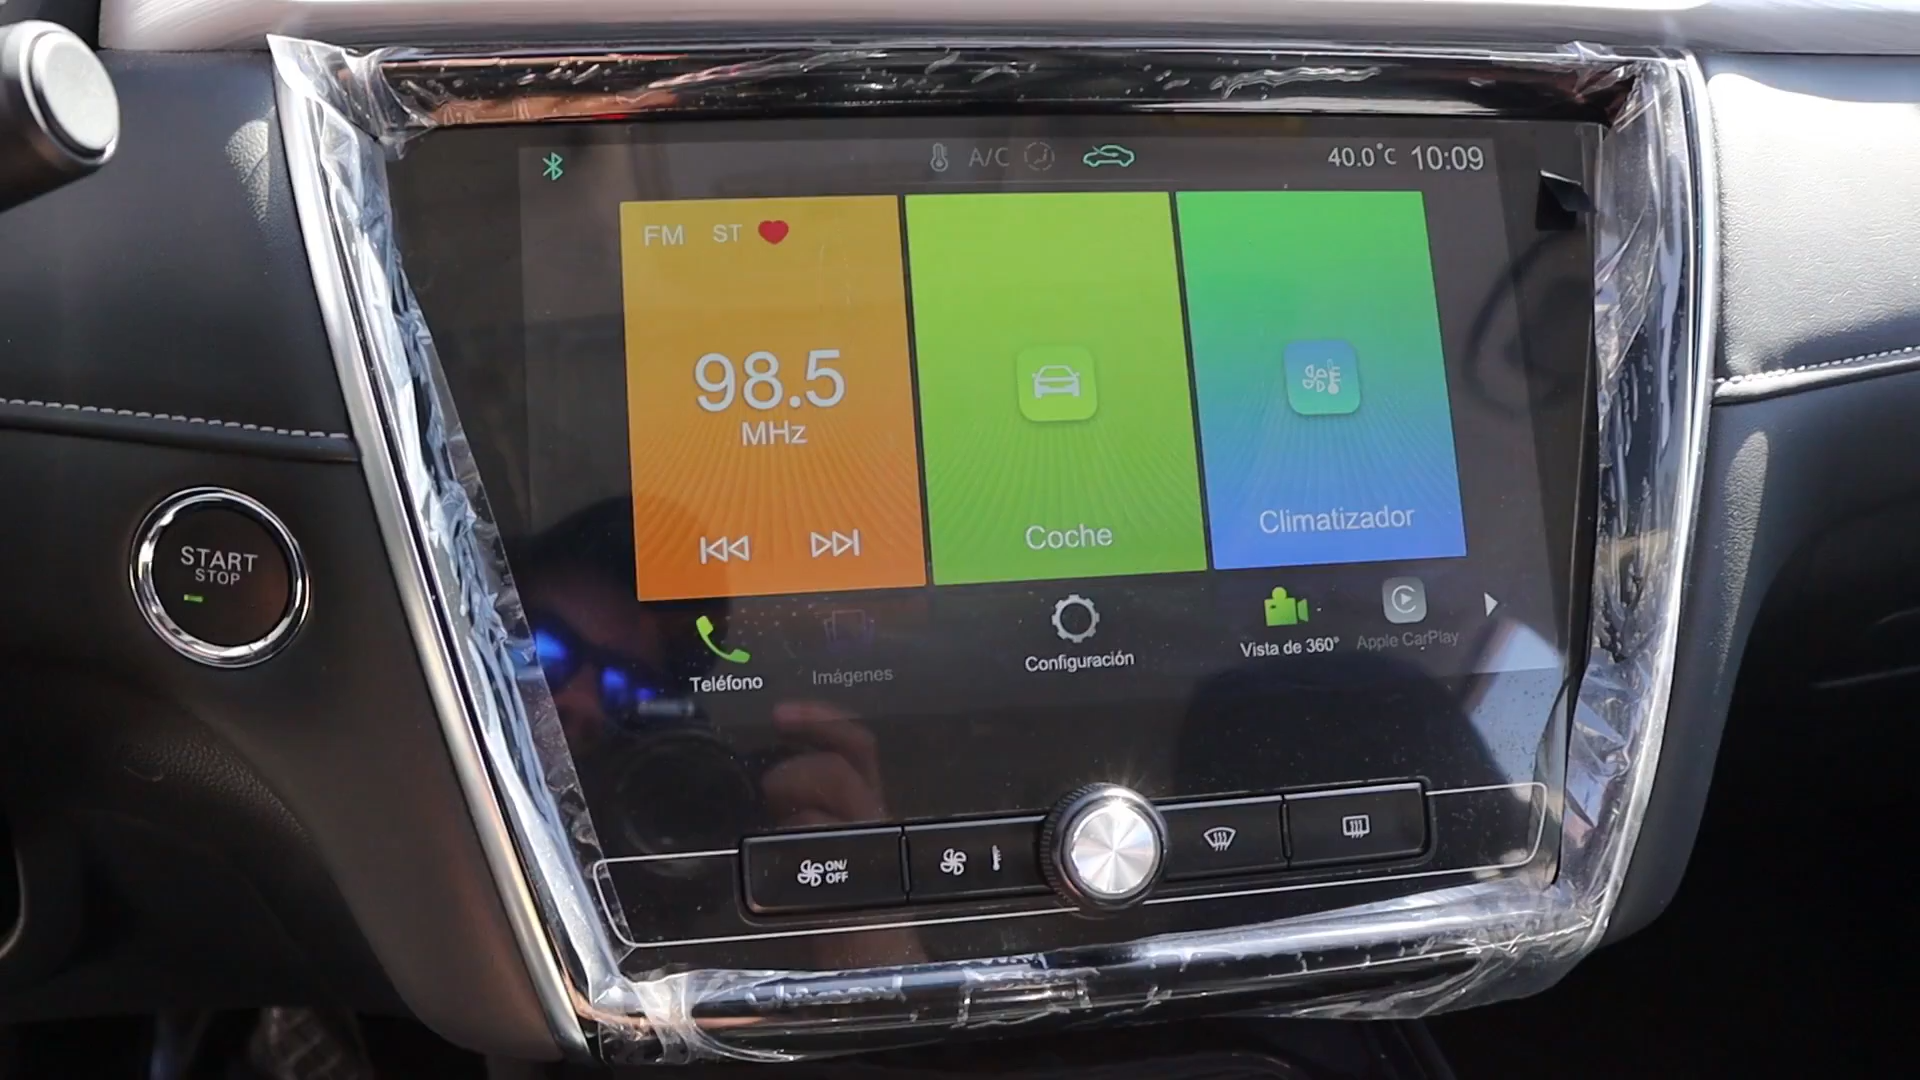 A/C
40.0°C 10:09
FM ST
98.5
MHz
Coche
Climatizador
Teléfono
Imágenes
Configuración
Vista de 360°
Apple CarPlay
START
STOP
ON/
OFF